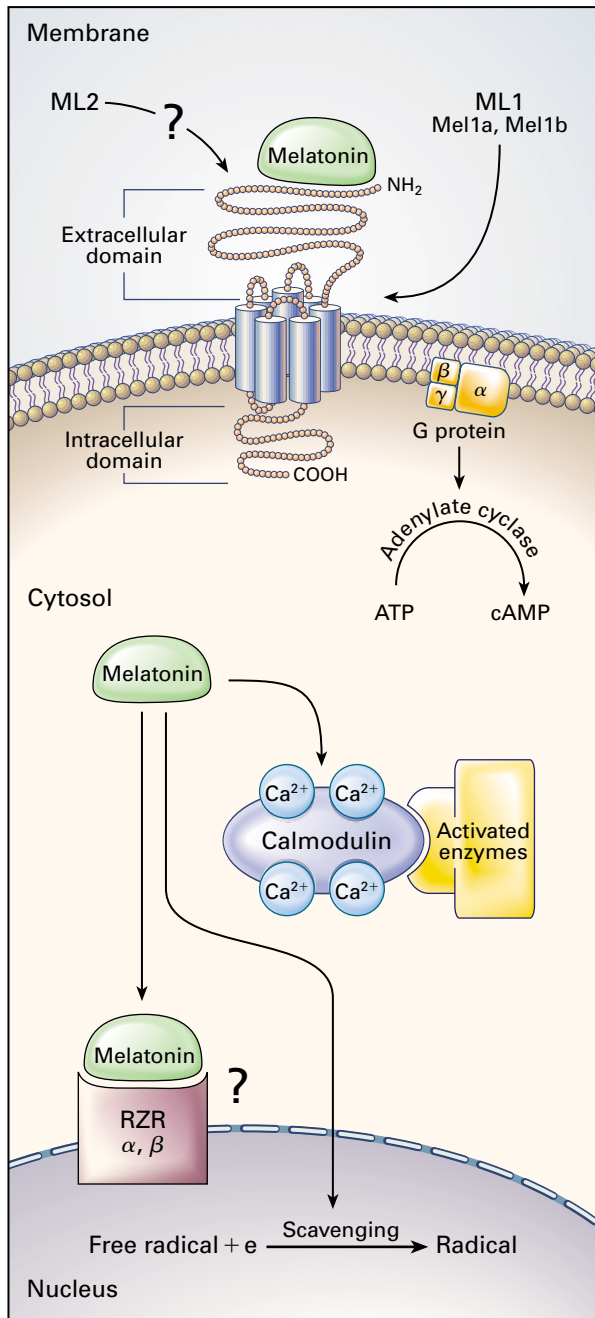 Membrane
ML2
?
ML1
Mel1a, Mel1b
Melatonin
NH₂
Extracellular
domain
β
γ
α
G protein
Intracellular
domain
COOH
Adenylate cyclase
ATP
cAMP
Cytosol
Melatonin
Ca²⁺
Ca²⁺
Calmodulin
Activated
enzymes
Ca²⁺
Ca²⁺
Melatonin
?
RZR
α, β
Scavenging
Free radical + e
Radical
Nucleus